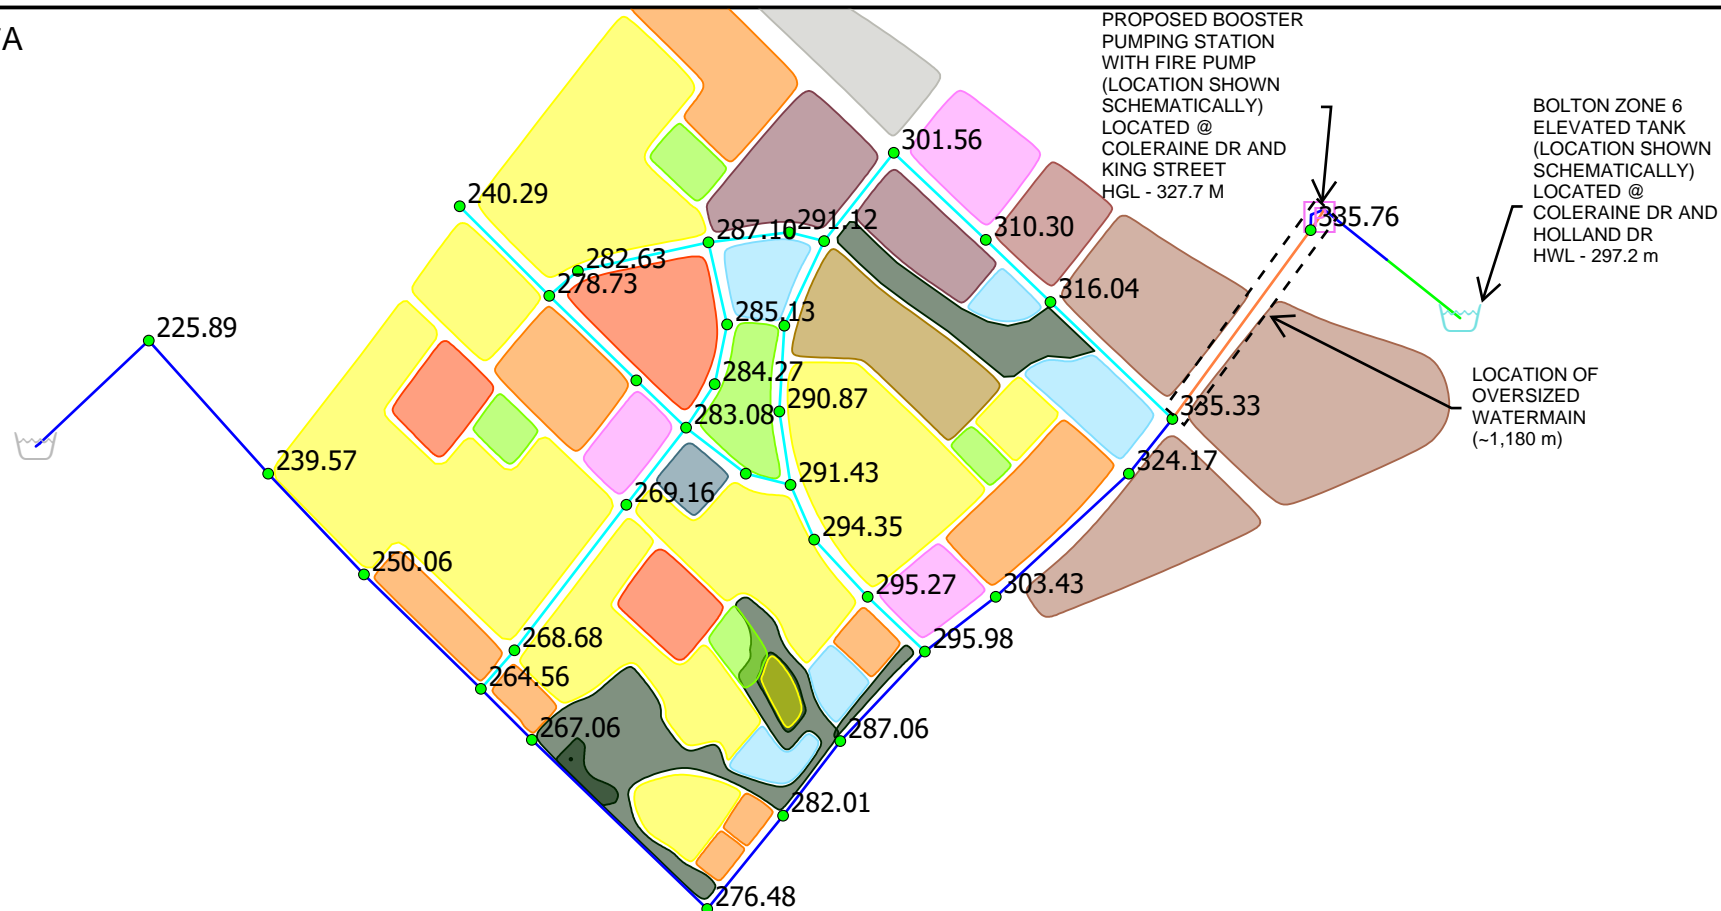 A
PROPOSED BOOSTER
PUMPING STATION
WITH FIRE PUMP
(LOCATION SHOWN
SCHEMATICALLY)
LOCATED @
COLERAINE DR AND
KING STREET
HGL - 327.7 M
BOLTON ZONE 6
ELEVATED TANK
(LOCATION SHOWN
SCHEMATICALLY)
LOCATED @
COLERAINE DR AND
HOLLAND DR
HWL - 297.2 m
301.56
240.29
335.76
287.10
291.12
310.30
282.63
278.73
316.04
285.13
225.89
284.27
290.87
283.08
335.33
LOCATION OF
OVERSIZED
WATERMAIN
(~1,180 m)
239.57
324.17
291.43
269.16
294.35
250.06
295.27
303.43
268.68
295.98
264.56
267.06
287.06
282.01
276.48